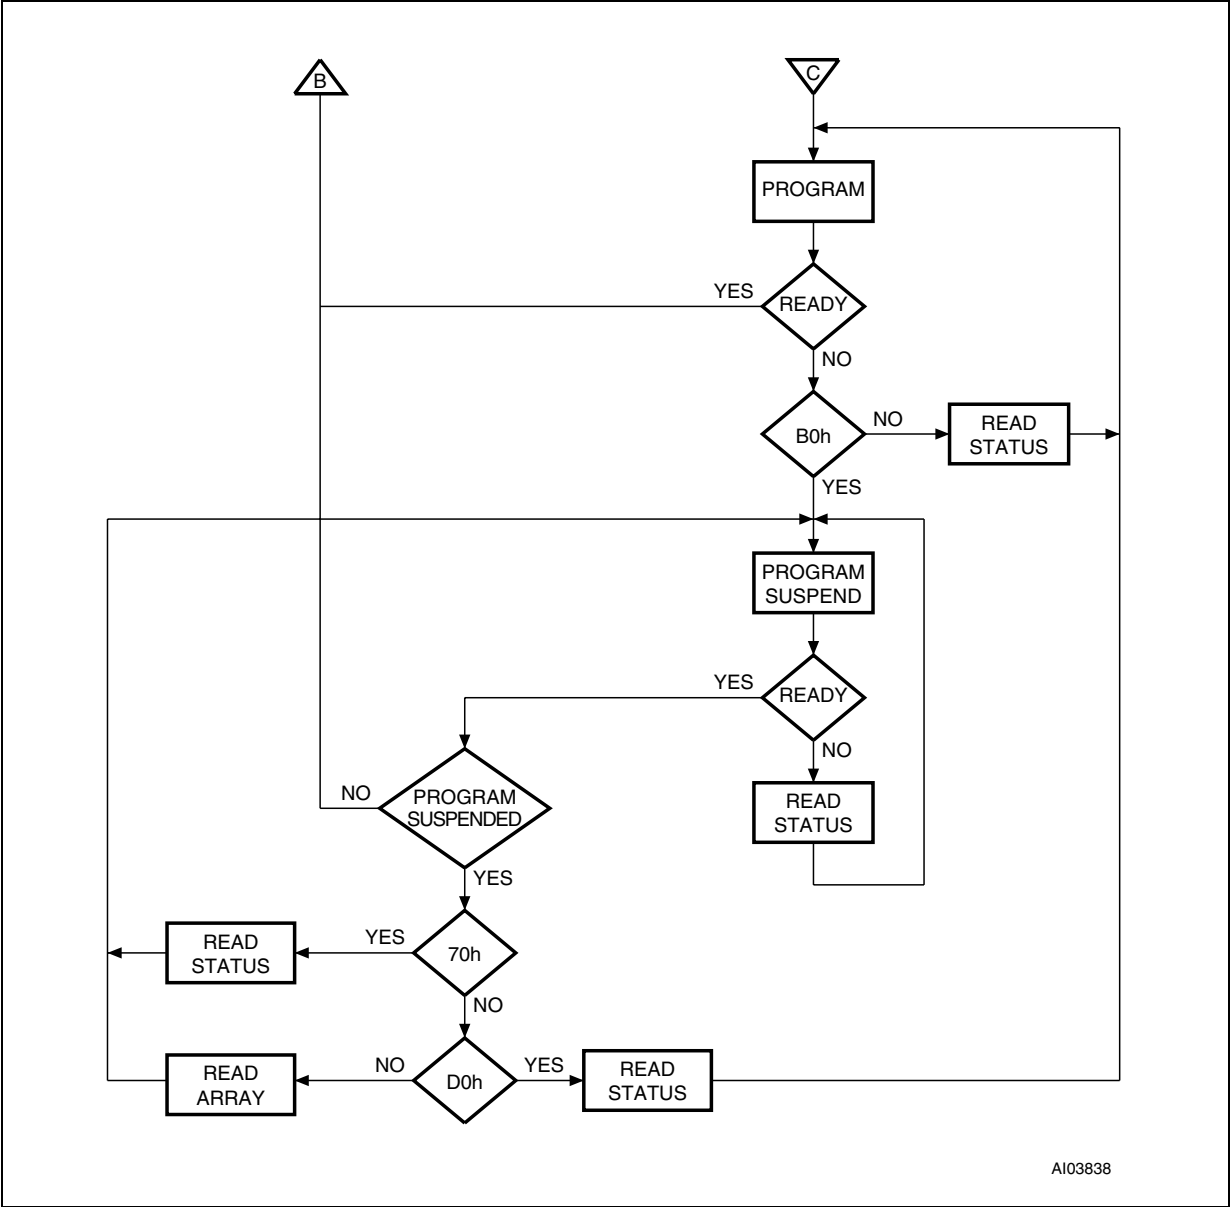 B
C
PROGRAM
YES
READY
NO
B0h
NO
READ
STATUS
YES
PROGRAM
SUSPEND
YES
READY
NO
NO
PROGRAM
SUSPENDED
READ
STATUS
YES
READ
STATUS
YES
70h
NO
READ
ARRAY
NO
D0h
YES
READ
STATUS
AI03838